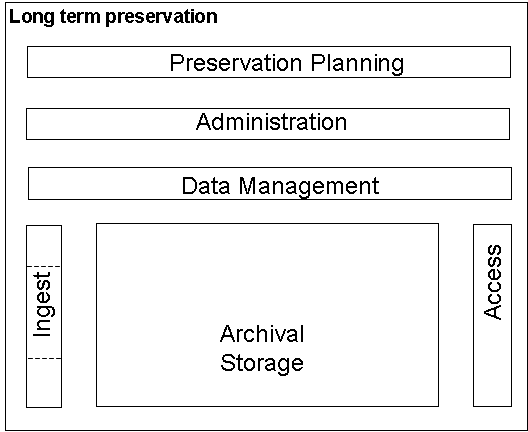 Long term preservation
Preservation Planning
Administration
Data Management
Ingest
Archival
Storage
Access